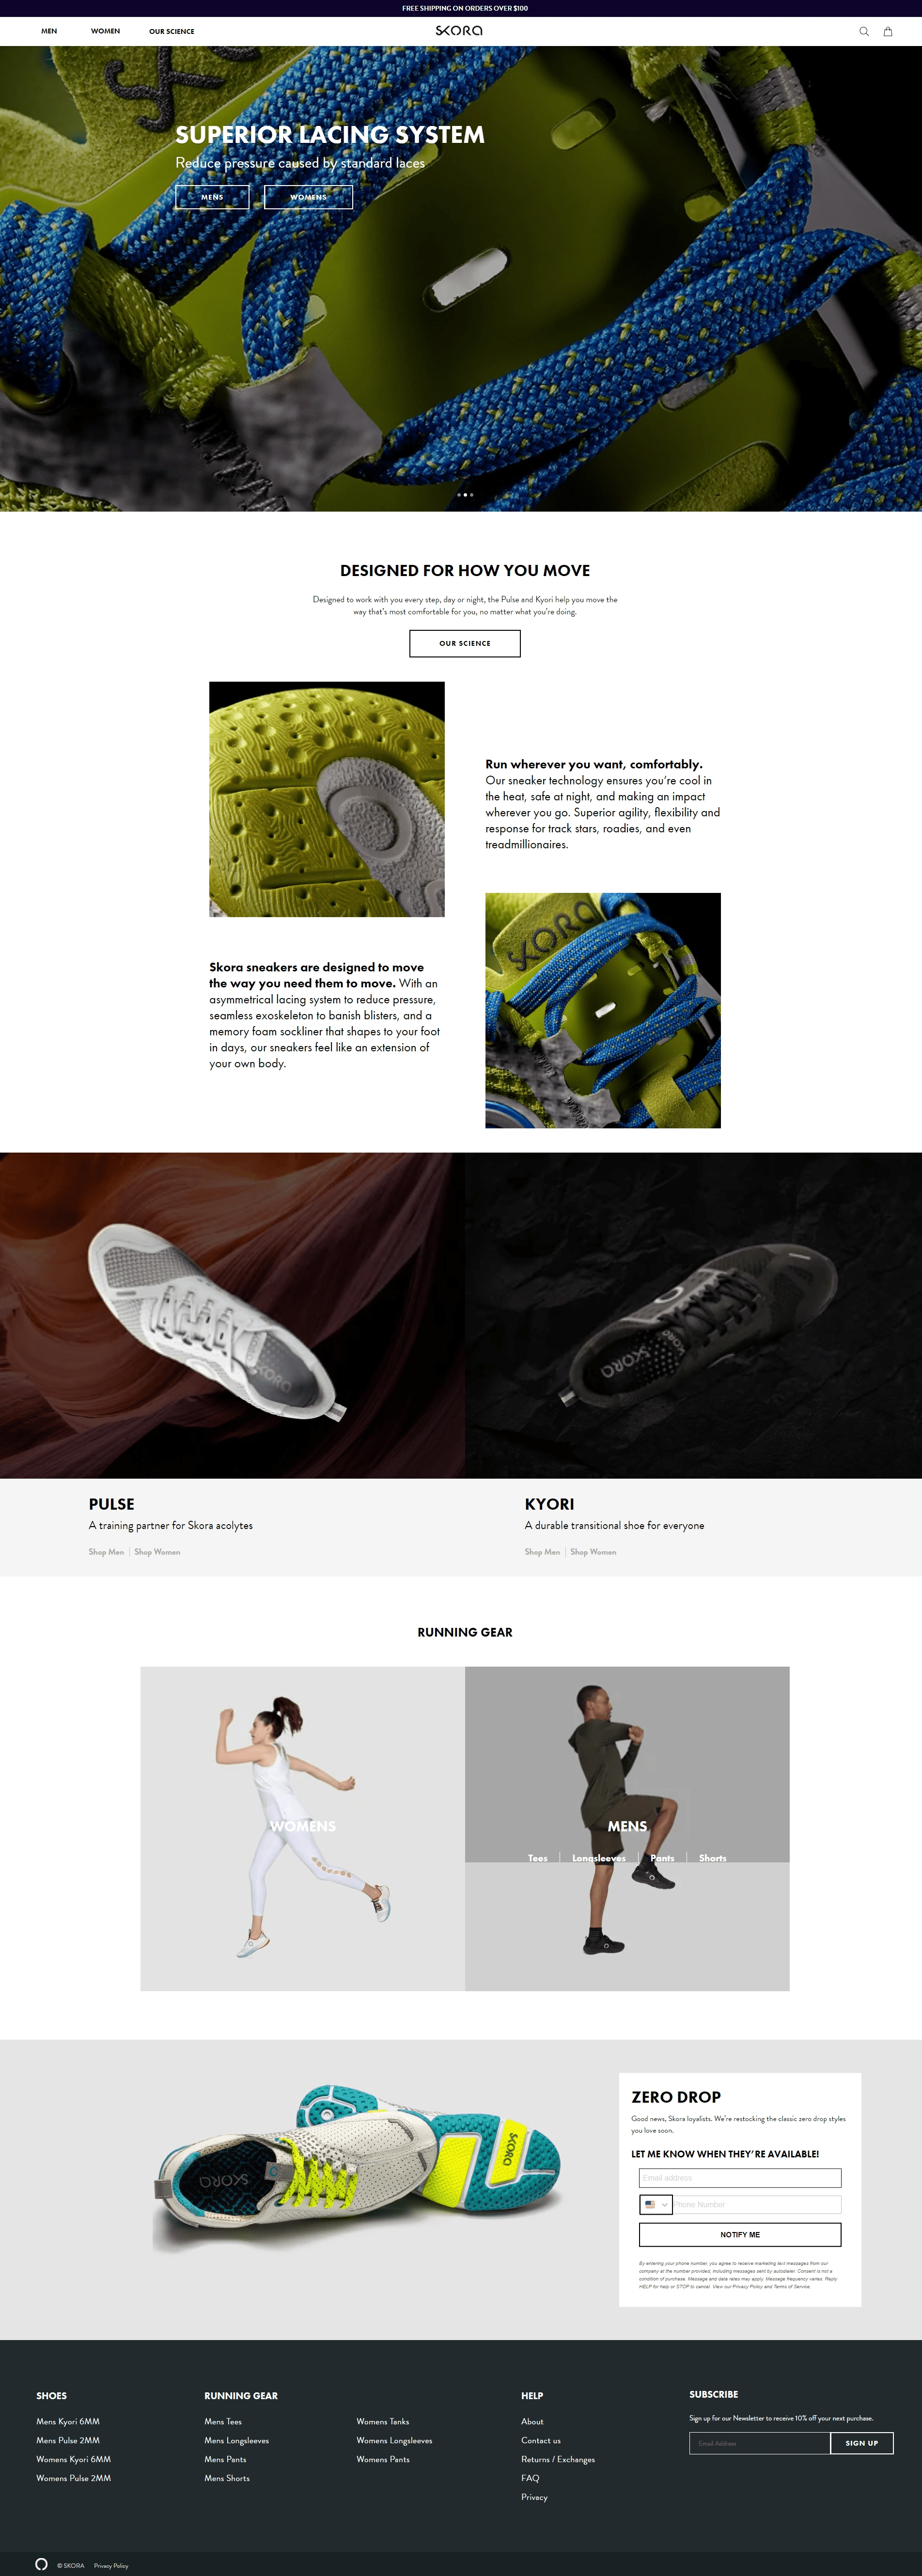 FREE SHIPPING ON ORDERS OVER $100
MEN
WOMEN
OUR SCIENCE
SKORA
SUPERIOR LACING SYSTEM
Reduce pressure caused by standard laces
MENS
WOMENS
DESIGNED FOR HOW YOU MOVE
Designed to work with you every step, day or night, the Pulse and Kyori help you move the
way that's most comfortable for you, no matter what you're doing.
OUR SCIENCE
Run wherever you want, comfortably.
Our sneaker technology ensures you're cool in
the heat, safe at night, and making an impact
wherever you go. Superior agility, flexibility and
response for track stars, roadies, and even
treadmillionaires.
SKORA
Skora sneakers are designed to move
the way you need them to move. With an
asymmetrical lacing system to reduce pressure,
seamless exoskeleton to banish blisters, and a
memory foam sockliner that shapes to your foot
in days, our sneakers feel like an extension of
your own body.
SKORA
SKORA
SKORA
PULSE
A training partner for Skora acolytes
Shop Men
Shop Women
KYORI
A durable transitional shoe for everyone
Shop Men
Shop Women
RUNNING GEAR
WOMENS
MENS
Tees
Longsleeves
Pants
Shorts
SKORA
SKORA
ZERO DROP
Good news, Skora loyalists. We're restocking the classic zero drop styles
you love soon.
LET ME KNOW WHEN THEY'RE AVAILABLE!
Email address
Phone Number
NOTIFY ME
By entering your phone number, you agree to receive marketing text messages from our
company at the number provided, including messages sent by autodialer. Consent is not a
condition of purchase. Message and data rates may apply. Message frequency varies. Reply
HELP for help or STOP to cancel. View our Privacy Policy and Terms of Service.
SHOES
Mens Kyori 6MM
Mens Pulse 2MM
Womens Kyori 6MM
Womens Pulse 2MM
RUNNING GEAR
Mens Tees
Mens Longsleeves
Mens Pants
Mens Shorts
Womens Tanks
Womens Longsleeves
Womens Pants
HELP
About
Contact us
Returns / Exchanges
FAQ
Privacy
SUBSCRIBE
Sign up for our Newsletter to receive 10% off your next purchase.
Email Address
SIGN UP
© SKORA
Privacy Policy